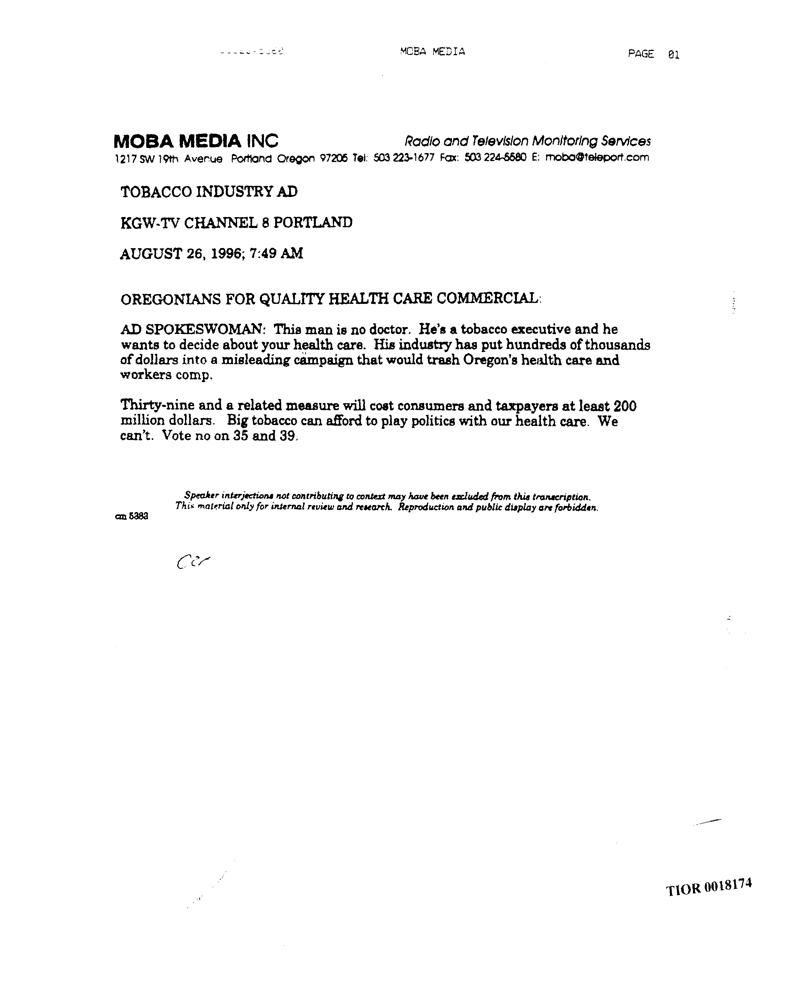 MOBA MEDIA PAGE 01
MOBA MEDIA INC Radio and Television Monitoring Services
1217 SW 19th Avenue Portland Oregon 97205 Tel: 503 223-1677 Fax: 503 224-5580 E: moba@teleport.com
TOBACCO INDUSTRY AD
KGW-TV CHANNEL 8 PORTLAND
AUGUST 26, 1996; 7:49 AM
OREGONIANS FOR QUALITY HEALTH CARE COMMERCIAL:
AD SPOKESWOMAN: This man is no doctor. He's a tobacco executive and he
wants to decide about your health care. His industry has put hundreds of thousands
of dollars into a misleading campaign that would trash Oregon's health care and
workers comp.
Thirty-nine and a related measure will cost consumers and taxpayers at least 200
million dollars. Big tobacco can afford to play politics with our health care. We
can't. Vote no on 35 and 39.
Speaker interjections not contributing to context may have been excluded from this transcription.
This material only for internal review and research. Reproduction and public display are forbidden.
cm 5383
TIOR 0018174